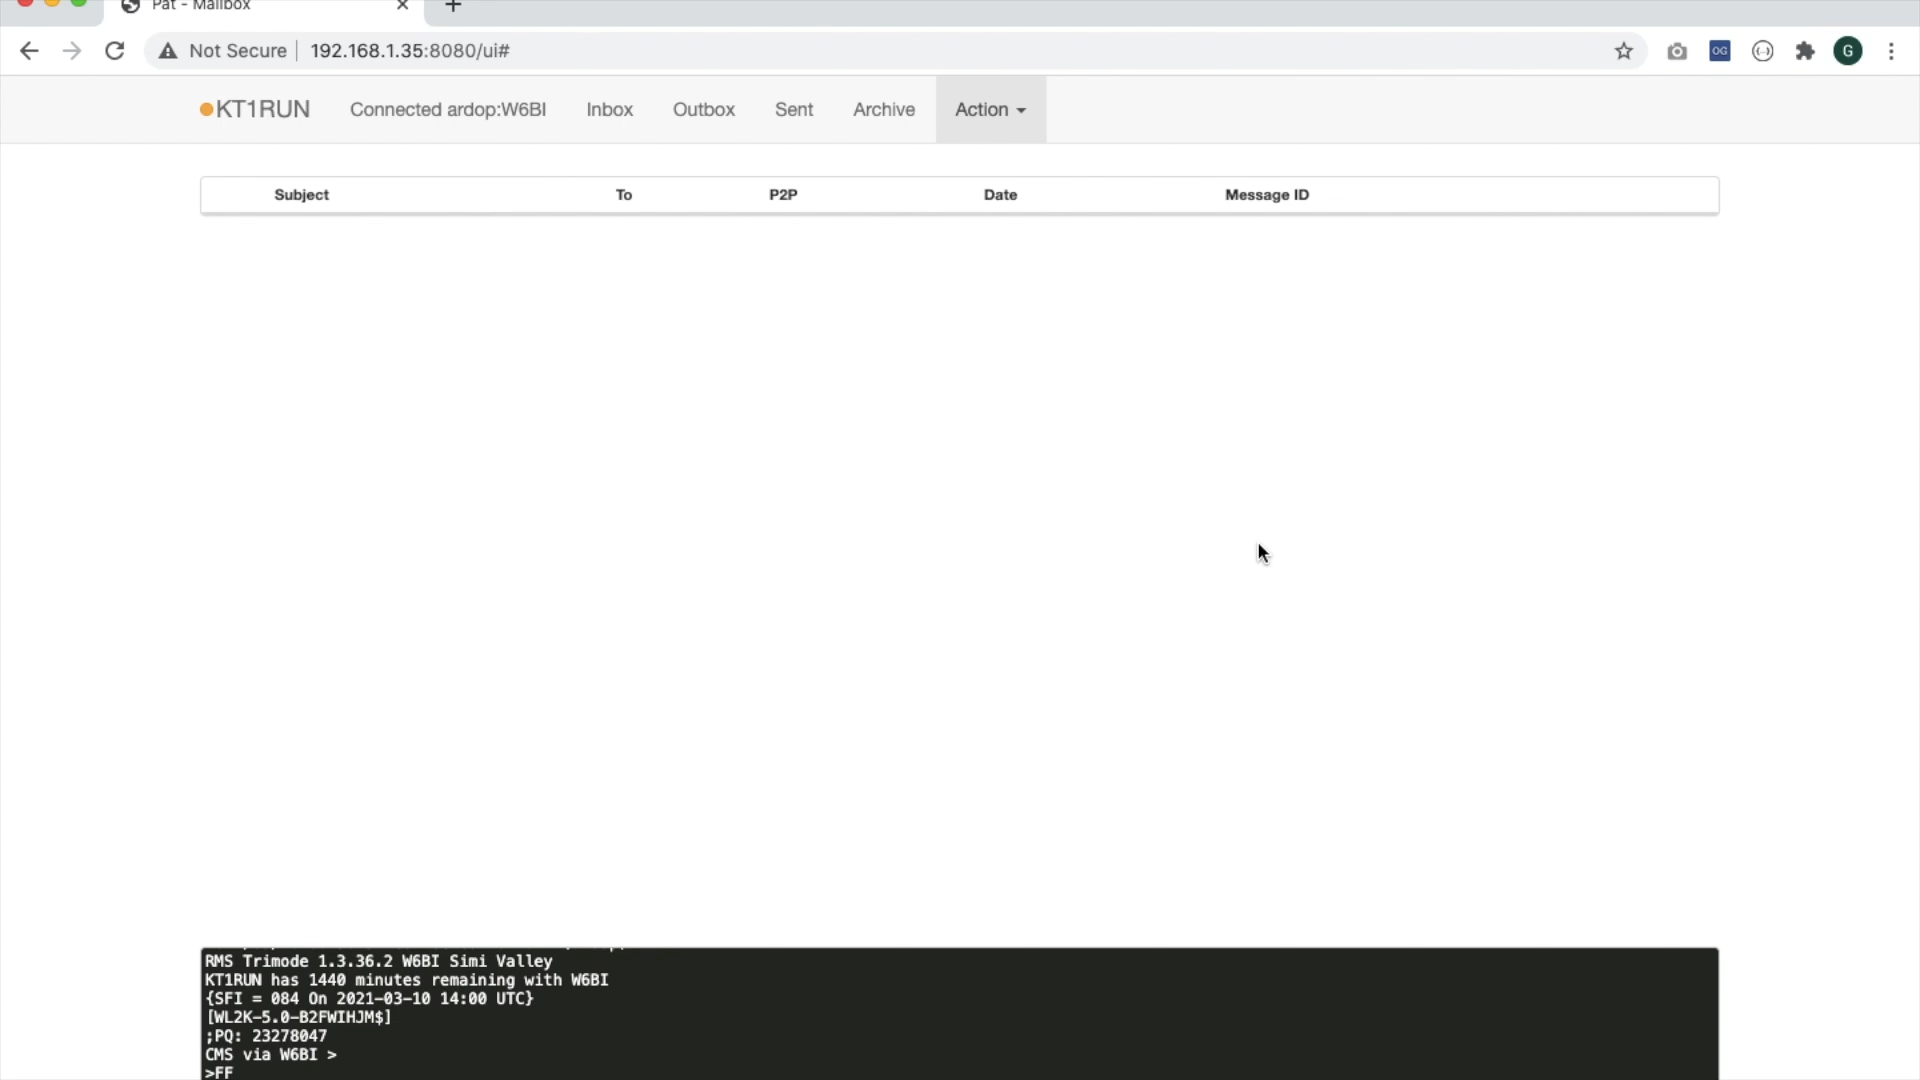 Pat - Mailbox
Not Secure 192.168.1.35:8080/ui#
OG
G
KT1RUN Connected ardop:W6BI Inbox Outbox Sent Archive Action
Subject To P2P Date Message ID
RMS Trimode 1.3.36.2 W6BI Simi Valley
KT1RUN has 1440 minutes remaining with W6BI
{SFI = 084 On 2021-03-10 14:00 UTC}
[WL2K-5.0-B2FWIHJM$]
;PQ: 23278047
CMS via W6BI >
>FF